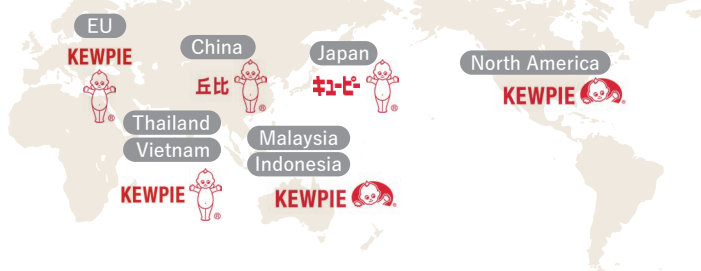 EU
KEWPIE
®
China
丘比
®
Japan
キユーピー
®
North America
KEWPIE
®
Thailand
Vietnam
KEWPIE
®
Malaysia
Indonesia
KEWPIE
®